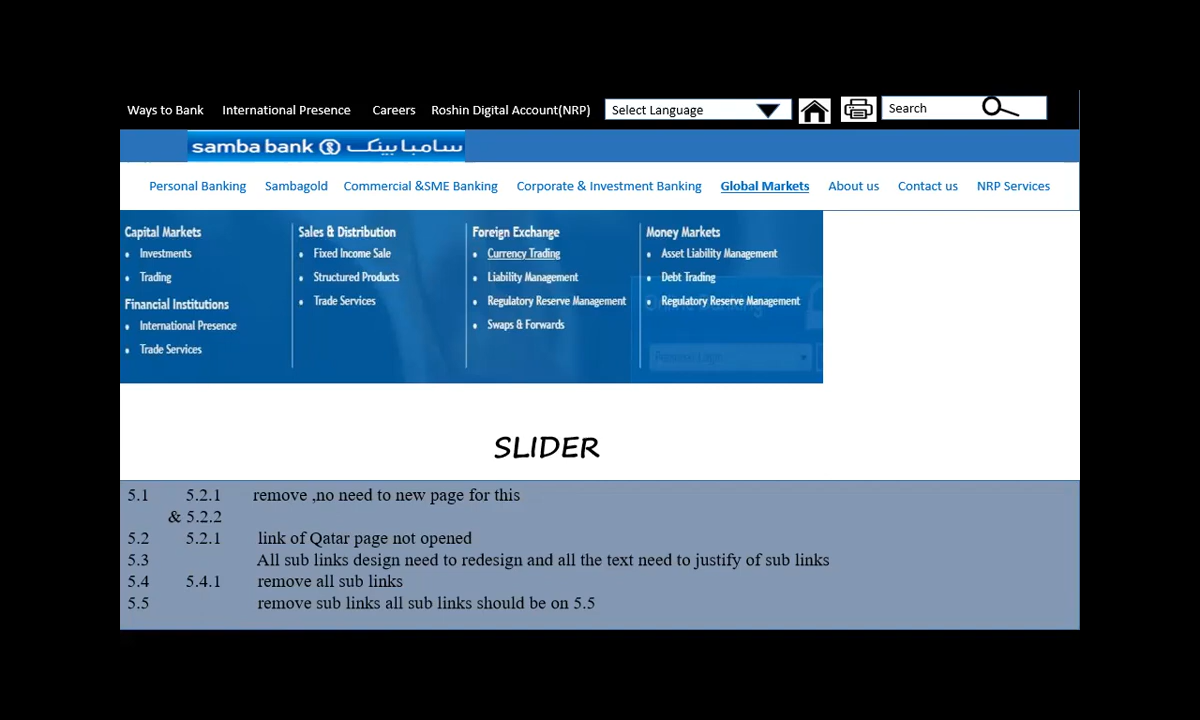 Ways to Bank International Presence Careers Roshin Digital Account(NRP) Select Language Search
samba bank سامبا بينک
Personal Banking Sambagold Commercial &SME Banking Corporate & Investment Banking Global Markets About us Contact us NRP Services
Capital Markets
• Investments
• Trading
Financial Institutions
• International Presence
• Trade Services
Sales & Distribution
• Fixed Income Sale
• Structured Products
• Trade Services
Foreign Exchange
• Currency Trading
• Liability Management
• Regulatory Reserve Management
• Swaps & Forwards
Money Markets
• Asset Liability Management
• Debt Trading
• Regulatory Reserve Management
SLIDER
5.1 5.2.1 remove ,no need to new page for this
& 5.2.2
5.2 5.2.1 link of Qatar page not opened
5.3 All sub links design need to redesign and all the text need to justify of sub links
5.4 5.4.1 remove all sub links
5.5 remove sub links all sub links should be on 5.5